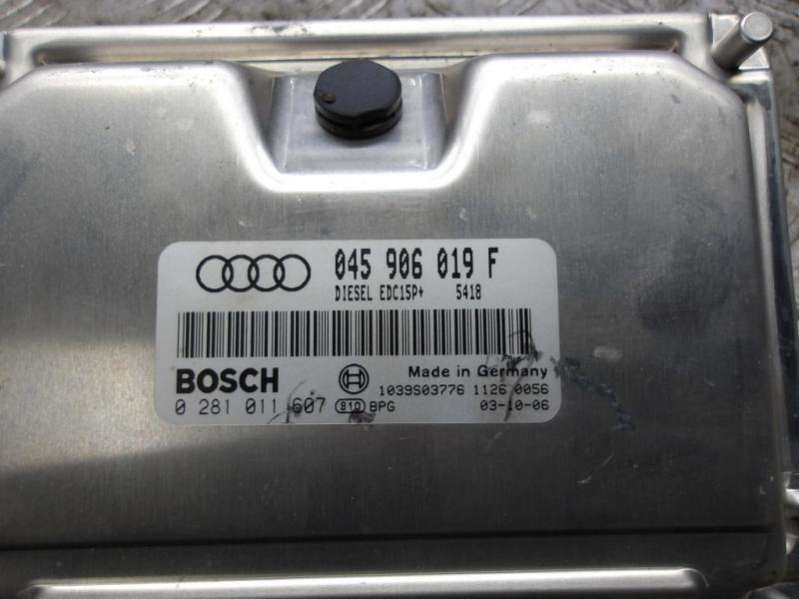 045 906 019 F
DIESEL EDC15P+ 5418
Made in Germany
BOSCH
1039S03776 1126 0056
0 281 011 607 810 BPG 03-10-06